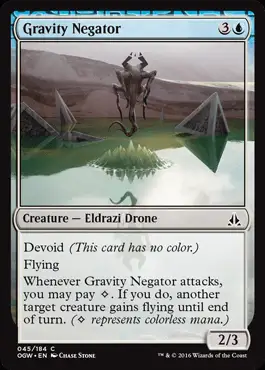 Gravity Negator 3
Creature — Eldrazi Drone
Devoid (This card has no color.)
Flying
Whenever Gravity Negator attacks,
you may pay ◇. If you do, another
target creature gains flying until end
of turn. (◇ represents colorless mana.)
2/3
045/184 C
OGW • EN CHASE STONE
™ & © 2016 Wizards of the Coast